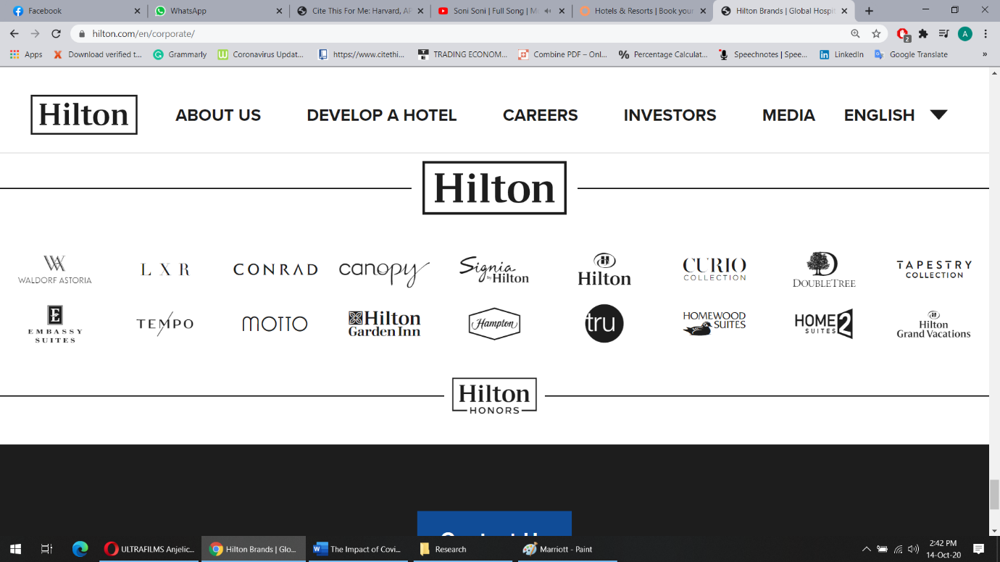 Facebook
WhatsApp
Cite This For Me: Harvard, AP
Soni Soni | Full Song | M
Hotels & Resorts | Book your
Hilton Brands | Global Hospit
hilton.com/en/corporate/
2
A
Apps
Download verified t...
Grammarly
Coronavirus Updat...
https://www.citethi...
TRADING ECONOM...
Combine PDF – Onl...
Percentage Calculat...
Speechnotes | Spee...
LinkedIn
Google Translate
»
Hilton
ABOUT US
DEVELOP A HOTEL
CAREERS
INVESTORS
MEDIA
ENGLISH
Hilton
WALDORF ASTORIA
LXR
CONRAD
canopy
Signia
by Hilton
Hilton
CURIO
COLLECTION
DOUBLETREE
TAPESTRY
COLLECTION
EMBASSY
SUITES
TEMPO
MOTTO
Hilton
Garden Inn
Hampton
tru
HOMEWOOD
SUITES
HOME2
SUITES
Hilton
Grand Vacations
Hilton
HONORS
ULTRAFILMS Anjelic...
Hilton Brands | Glo...
The Impact of Covi...
Research
Marriott - Paint
2:42 PM
14-Oct-20